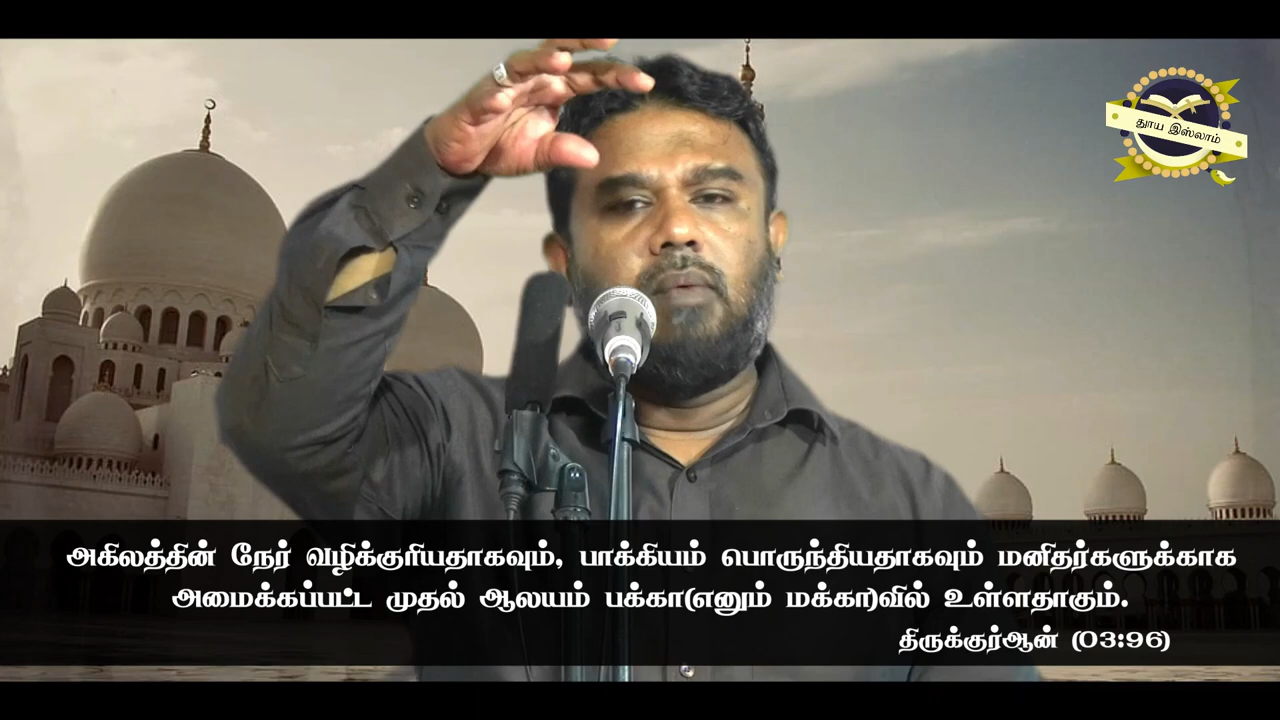 தூய இஸ்லாம்
அகிலத்தின் நேர் வழிக்குரியதாகவும், பாக்கியம் பொருந்தியதாகவும் மனிதர்களுக்காக
அமைக்கப்பட்ட முதல் ஆலயம் பக்கா(எனும் மக்கா)வில் உள்ளதாகும்.
திருக்குர்ஆன் (03:96)